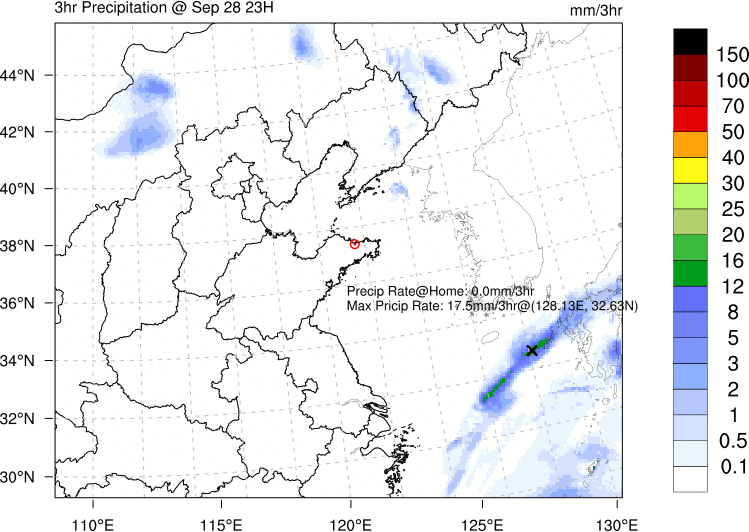 3hr Precipitation @ Sep 28 23H
mm/3hr
44°N
42°N
40°N
38°N
36°N
34°N
32°N
30°N
Precip Rate@Home: 0.0mm/3hr
Max Pricip Rate: 17.5mm/3hr@(128.13E, 32.63N)
110°E
115°E
120°E
125°E
130°E
150
100
70
50
40
30
25
20
16
12
8
5
3
2
1
0.5
0.1